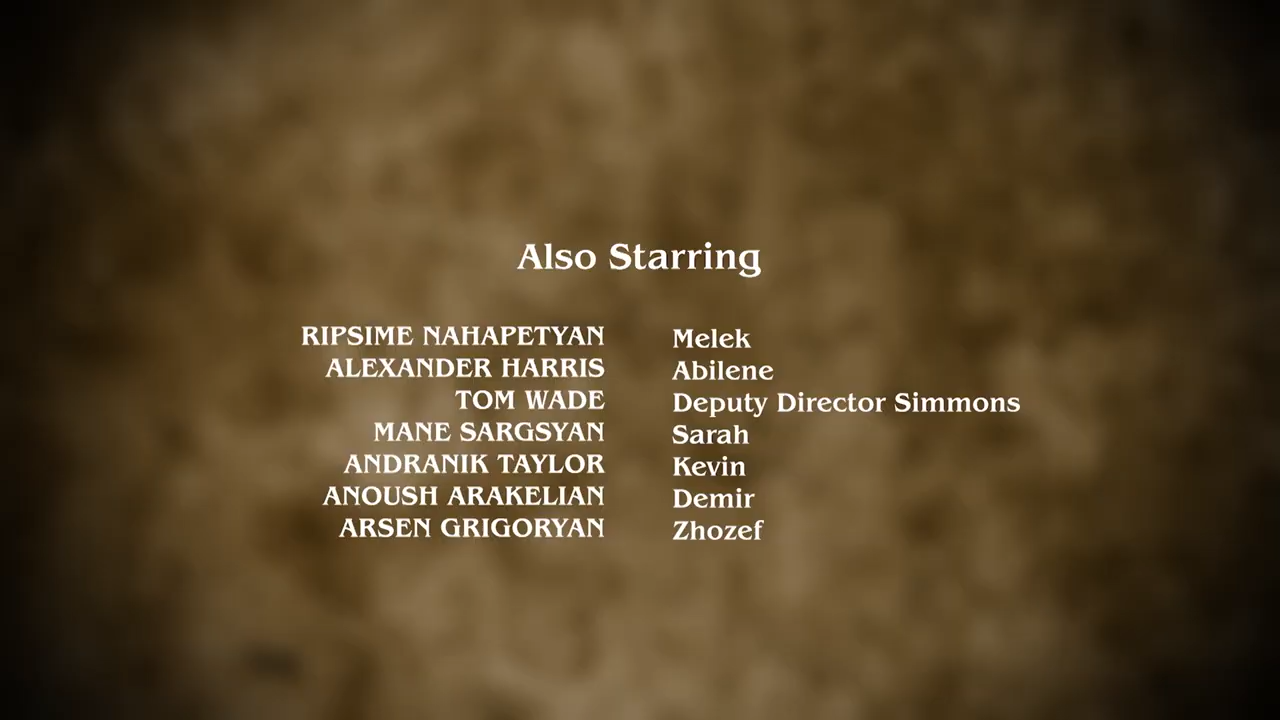 Also Starring
RIPSIME NAHAPETYAN Melek
ALEXANDER HARRIS Abilene
TOM WADE Deputy Director Simmons
MANE SARGSYAN Sarah
ANDRANIK TAYLOR Kevin
ANOUSH ARAKELIAN Demir
ARSEN GRIGORYAN Zhozef